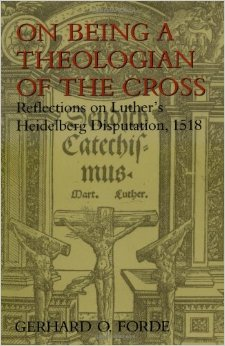 ON BEING A
THEOLOGIAN
OF THE CROSS
Reflections on Luther's
Heidelberg Disputation, 1518
Catechis-
mus.
Mart. Luther.
GERHARD O. FORDE